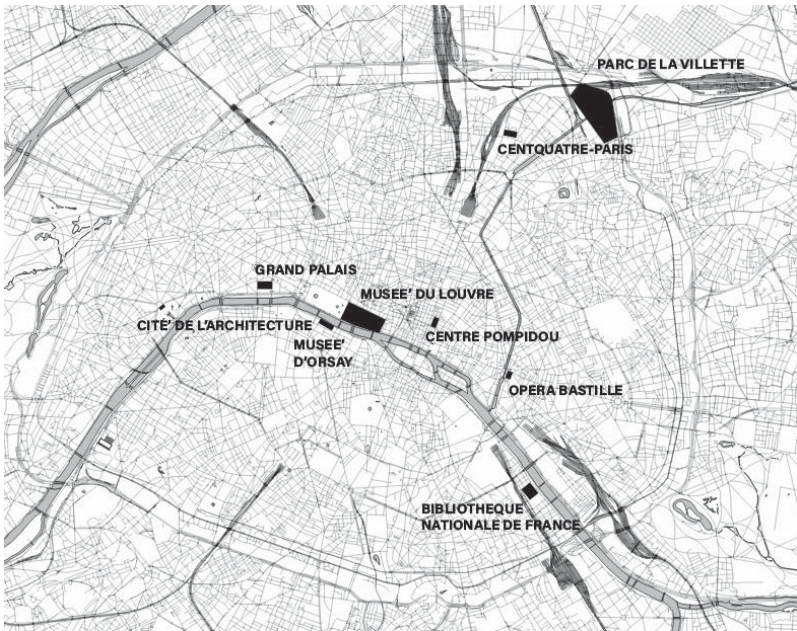 PARC DE LA VILLETTE
CENTQUATRE-PARIS
GRAND PALAIS
MUSEE' DU LOUVRE
CITÉ' DE L'ARCHITECTURE
MUSEE'
D'ORSAY
CENTRE POMPIDOU
OPERA BASTILLE
BIBLIOTHEQUE
NATIONALE DE FRANCE